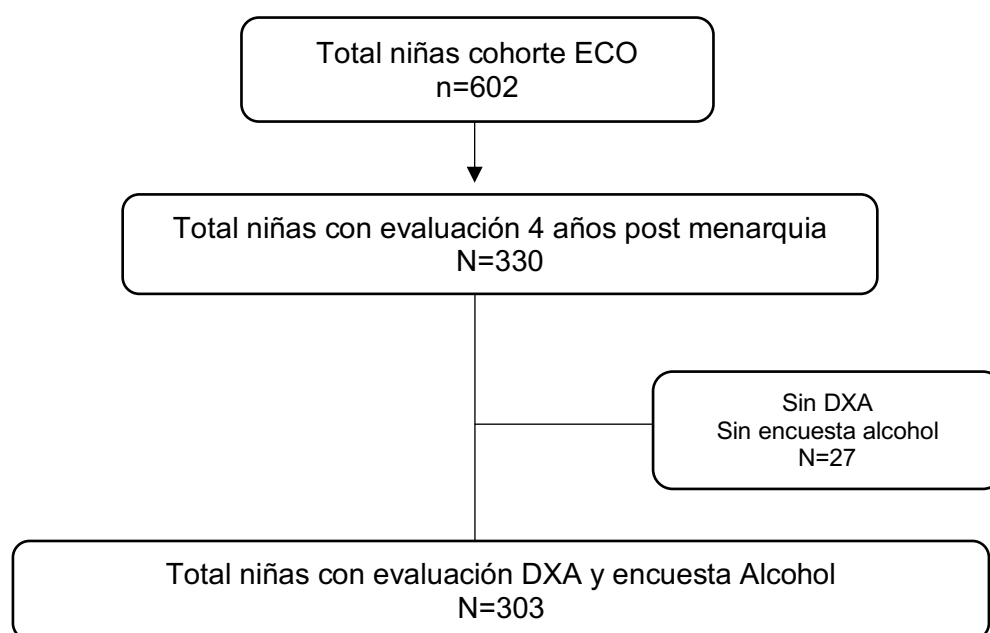 Total niñas cohorte ECO
n=602
Total niñas con evaluación 4 años post menarquia
N=330
Sin DXA
Sin encuesta alcohol
N=27
Total niñas con evaluación DXA y encuesta Alcohol
N=303